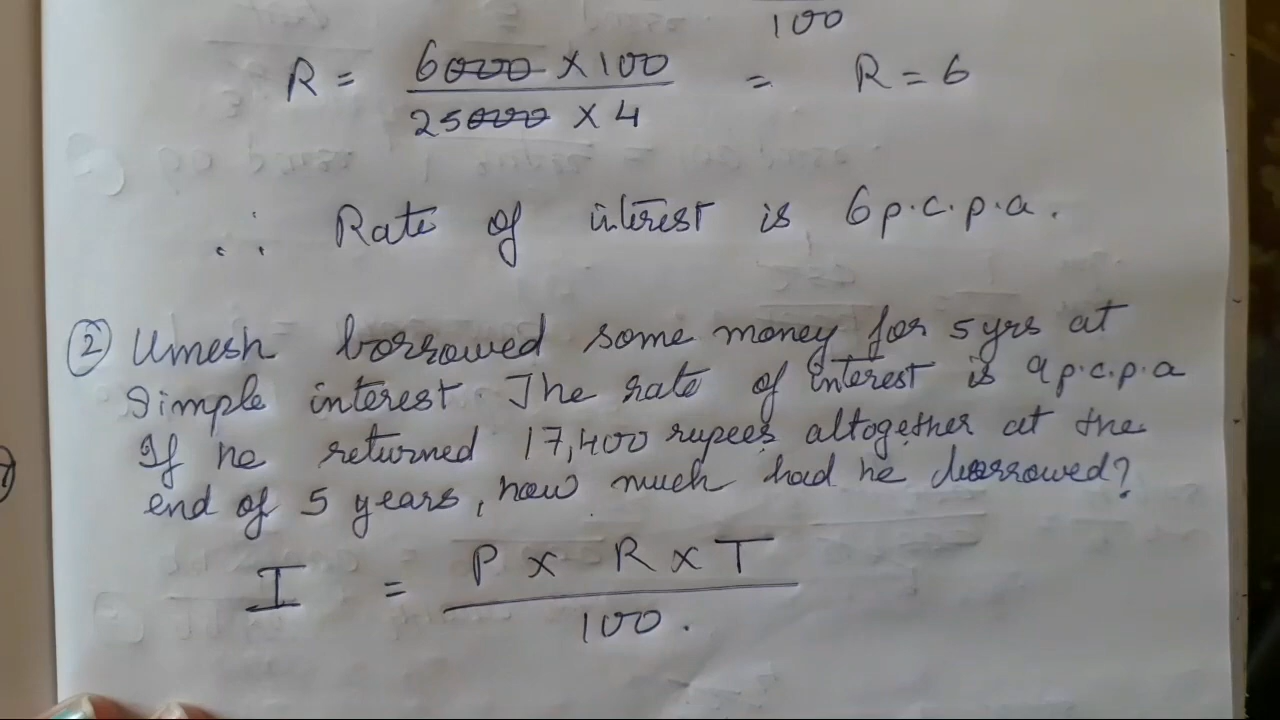 100
R = 6000 × 100 = R = 6
25000 × 4
∴ Rate of interest is 6 p.c.p.a.
② Umesh borrowed some money for 5 yrs at
Simple interest. The rate of interest is 9 p.c.p.a
If he returned 17,400 rupees altogether at the
end of 5 years, how much had he borrowed?
I = P × R × T
100.